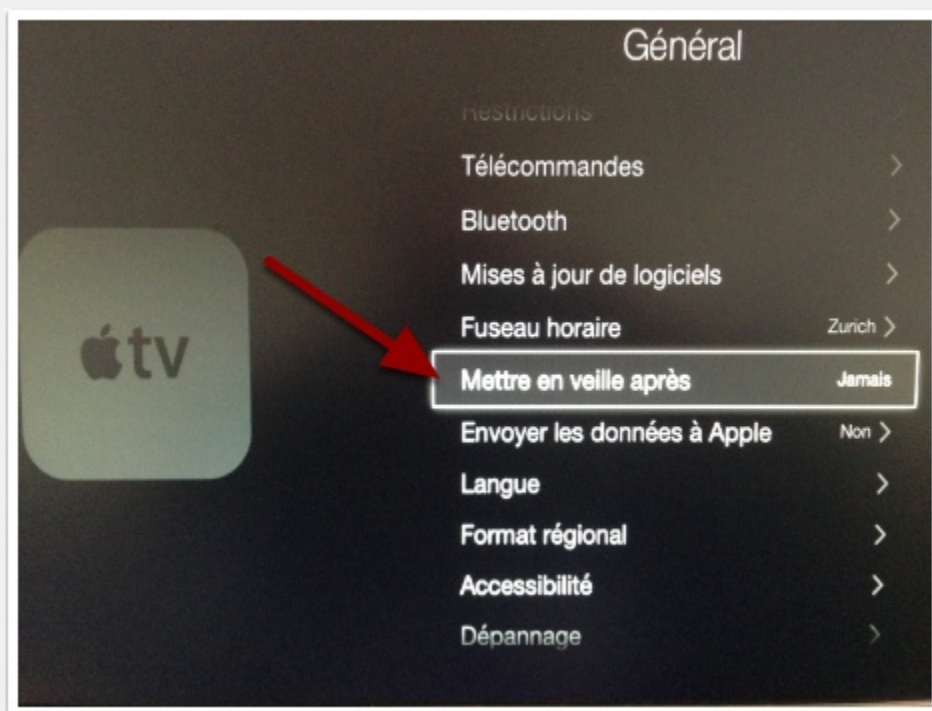 Général
Restrictions
Télécommandes
Bluetooth
Mises à jour de logiciels
Fuseau horaire Zurich
Mettre en veille après Jamais
tv
Envoyer les données à Apple Non
Langue
Format régional
Accessibilité
Dépannage